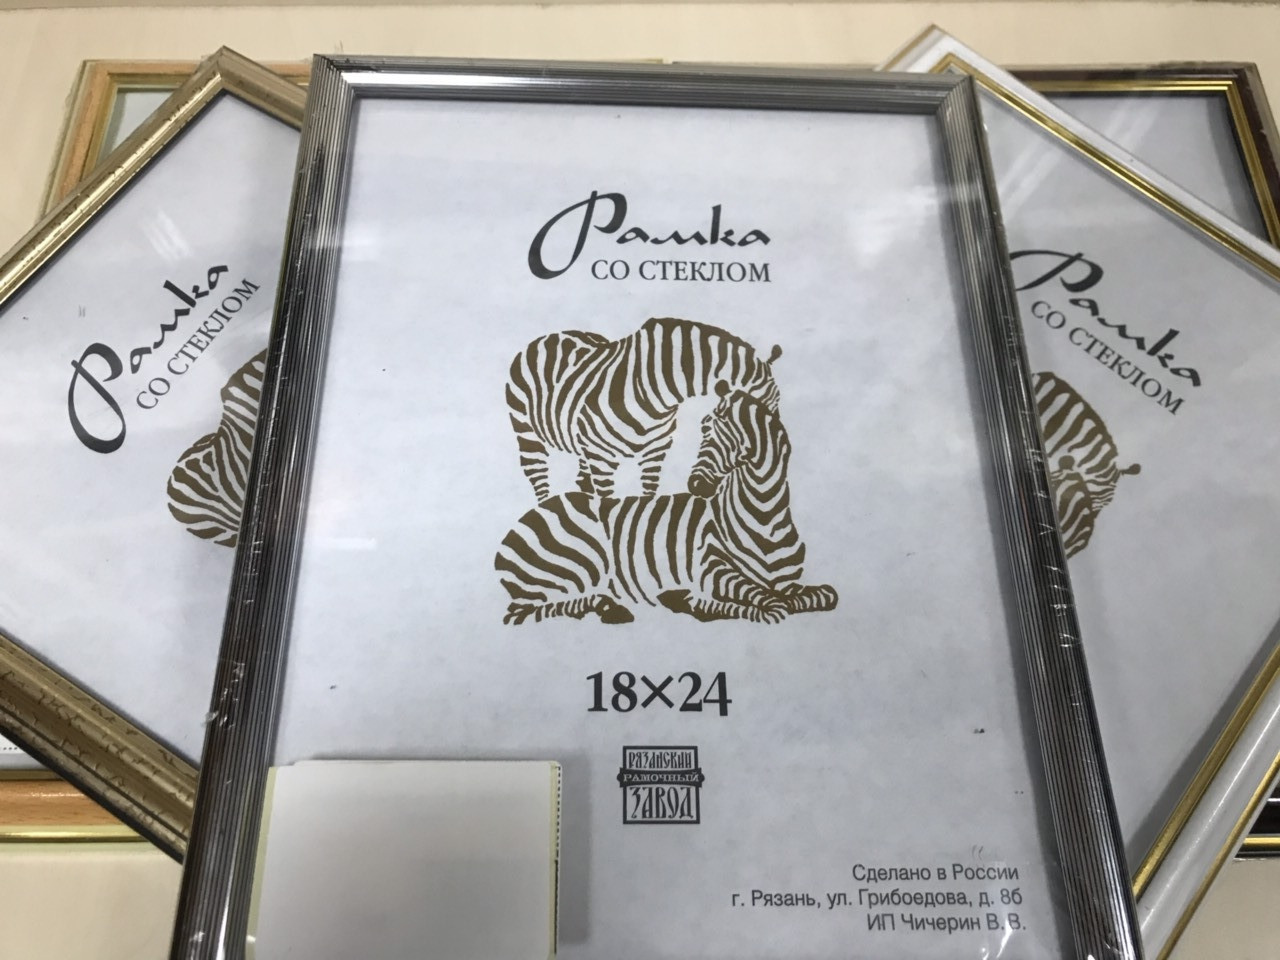 Рамка
СО СТЕКЛОМ
18×24
РЯЗАНСКИЙ
РАМОЧНЫЙ
ЗАВОД
Сделано в России
г. Рязань, ул. Грибоедова, д. 8б
ИП Чичерин В. В.
Рамка
СО СТЕКЛОМ
Рамка
СО СТЕКЛОМ